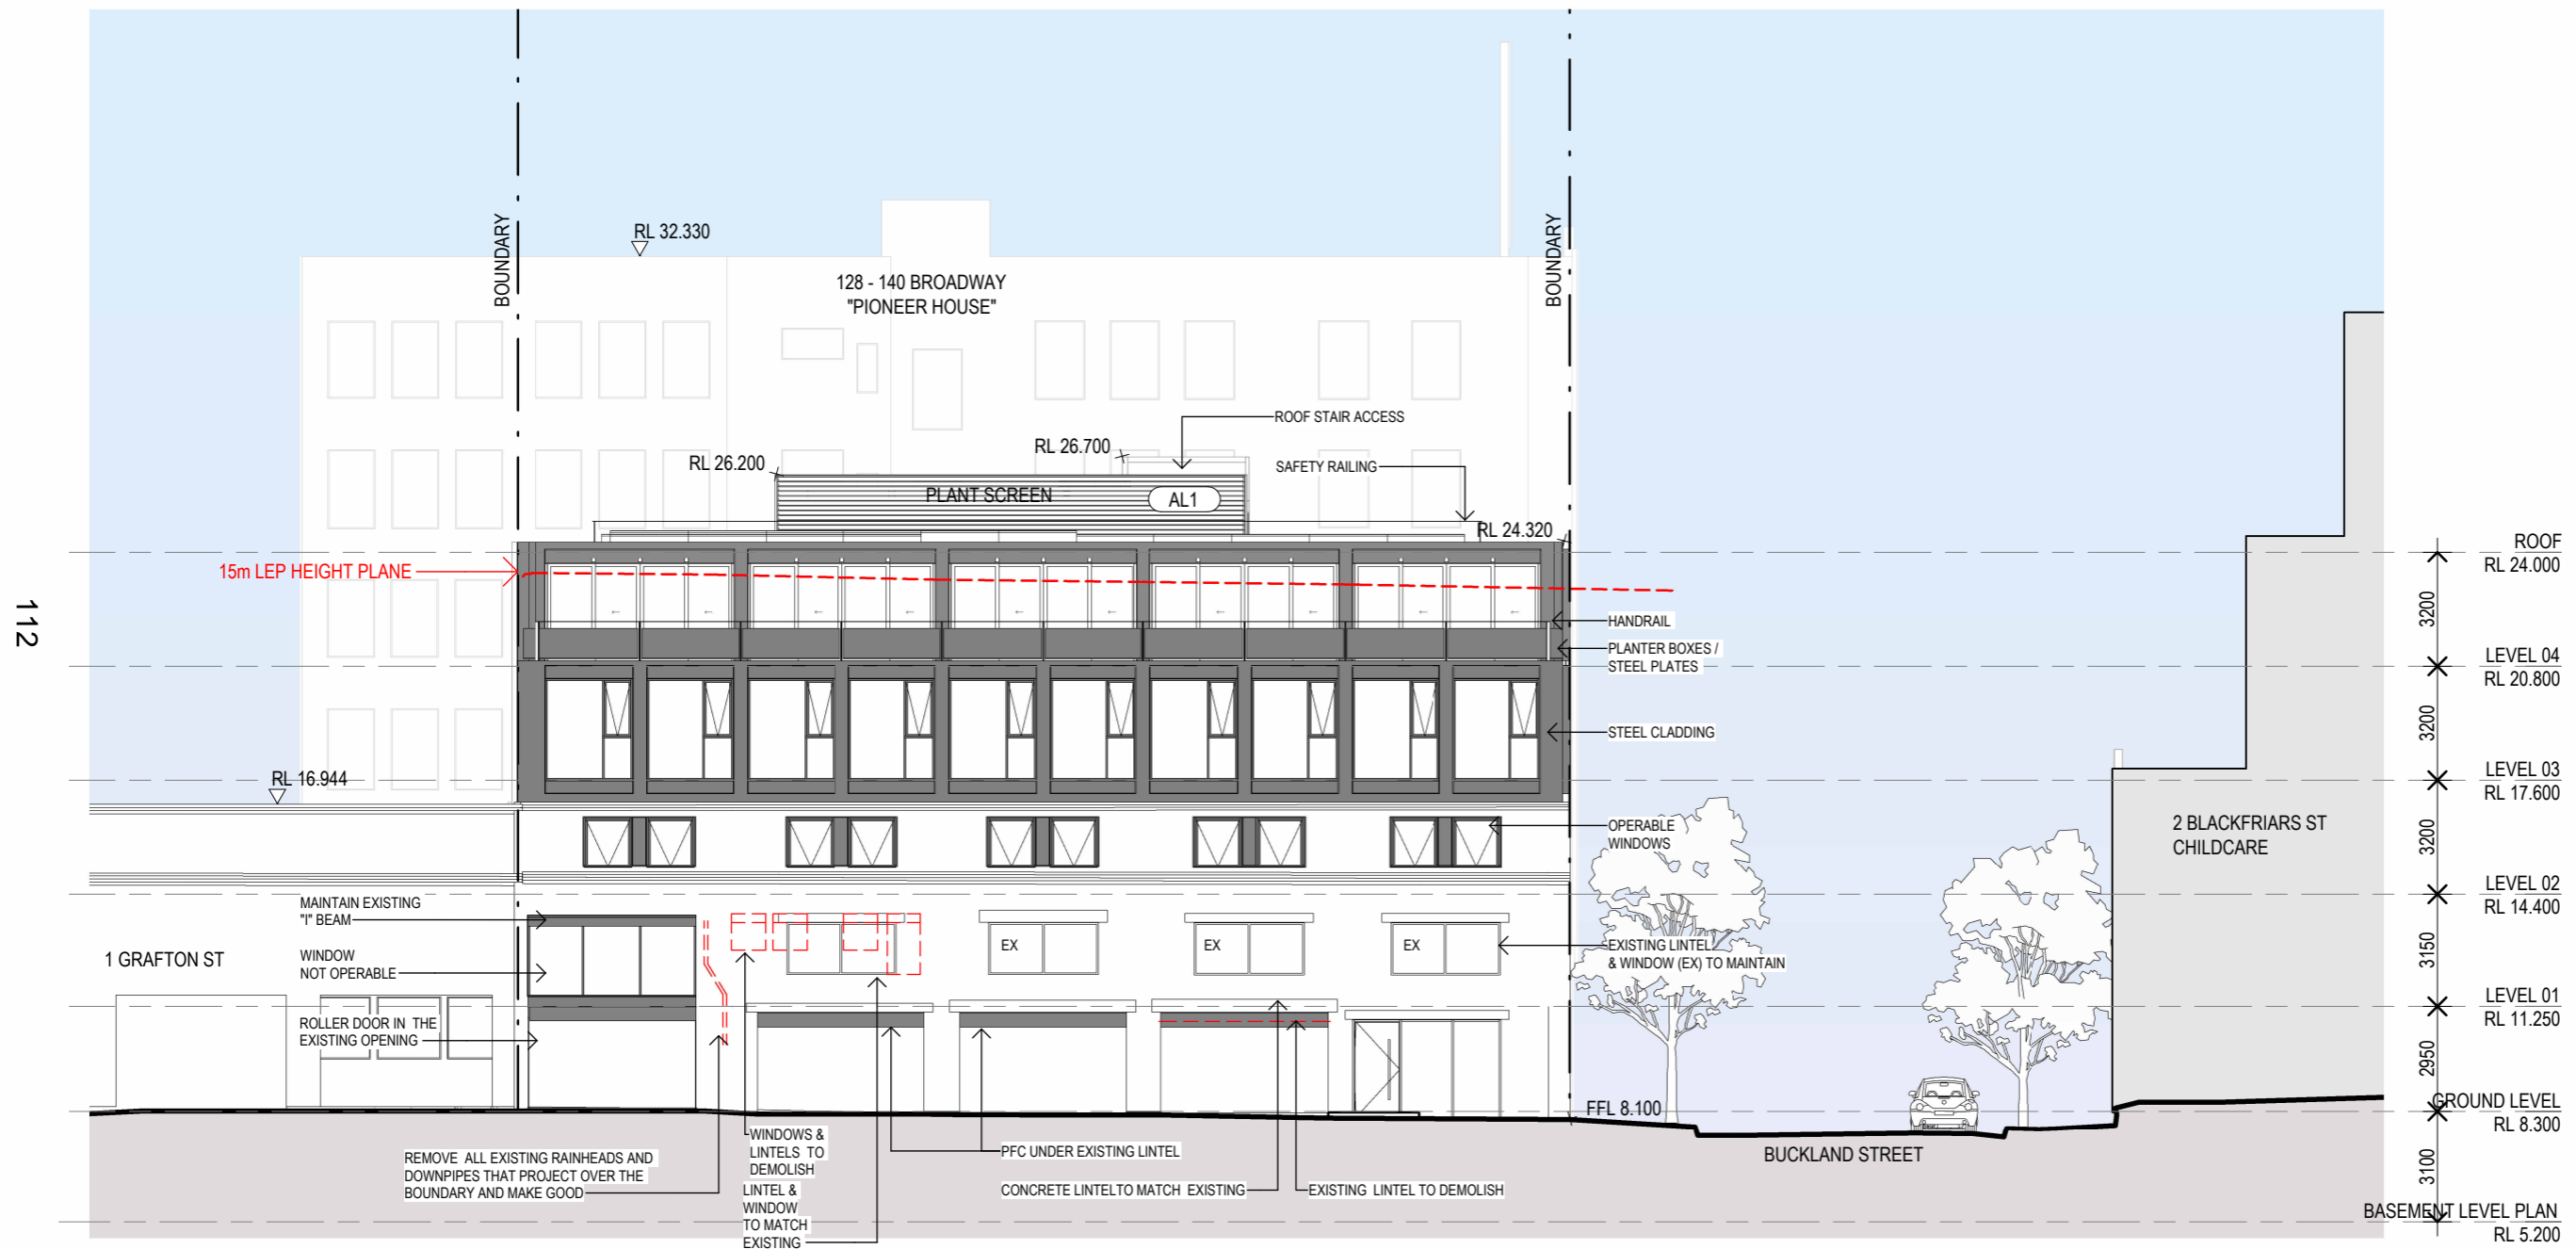 BOUNDARY
BOUNDARY
RL 32.330
128 - 140 BROADWAY
"PIONEER HOUSE"
ROOF STAIR ACCESS
RL 26.700
RL 26.200
SAFETY RAILING
PLANT SCREEN
AL1
RL 24.320
15m LEP HEIGHT PLANE
112
HANDRAIL
PLANTER BOXES /
STEEL PLATES
STEEL CLADDING
RL 16.944
OPERABLE
WINDOWS
2 BLACKFRIARS ST
CHILDCARE
MAINTAIN EXISTING
"I" BEAM
1 GRAFTON ST
WINDOW
NOT OPERABLE
EX
EX
EX
EXISTING LINTEL
& WINDOW (EX) TO MAINTAIN
ROLLER DOOR IN THE
EXISTING OPENING
FFL 8.100
BUCKLAND STREET
REMOVE ALL EXISTING RAINHEADS AND
DOWNPIPES THAT PROJECT OVER THE
BOUNDARY AND MAKE GOOD
WINDOWS &
LINTELS TO
DEMOLISH
LINTEL &
WINDOW
TO MATCH
EXISTING
PFC UNDER EXISTING LINTEL
CONCRETE LINTELTO MATCH EXISTING
EXISTING LINTEL TO DEMOLISH
ROOF
RL 24.000
3200
LEVEL 04
RL 20.800
3200
LEVEL 03
RL 17.600
3200
LEVEL 02
RL 14.400
3150
LEVEL 01
RL 11.250
2950
GROUND LEVEL
RL 8.300
3100
BASEMENT LEVEL PLAN
RL 5.200